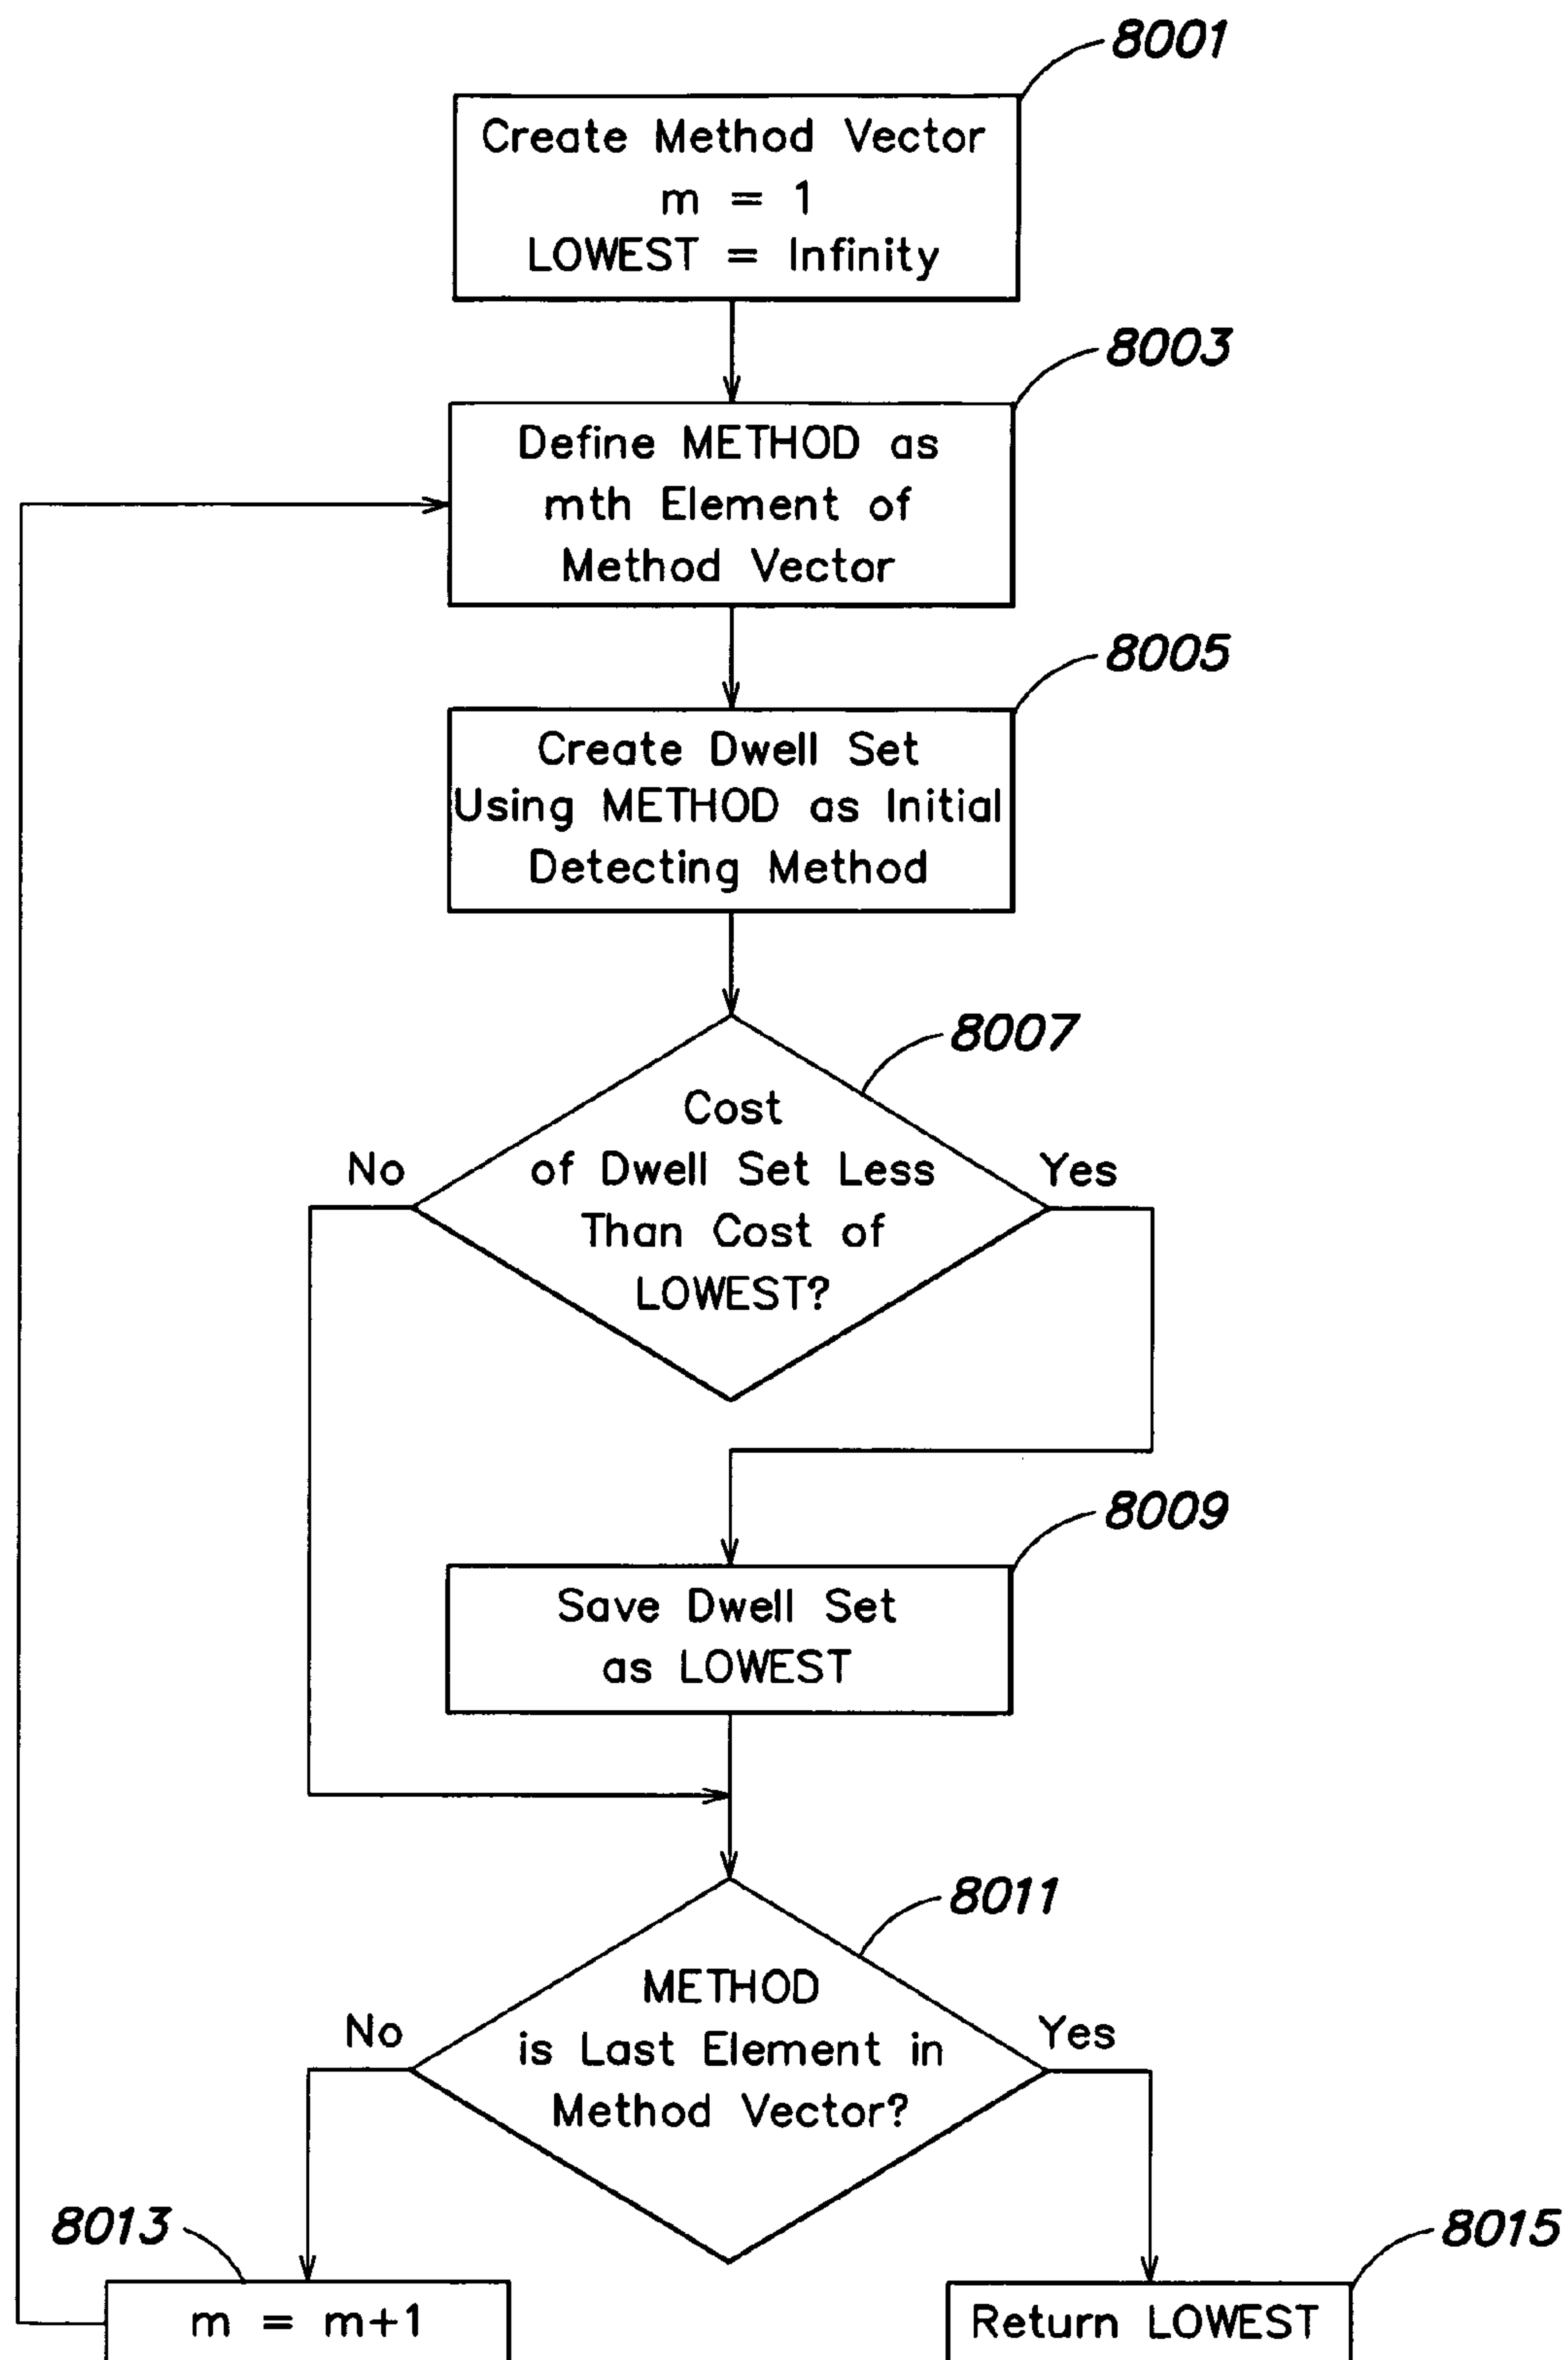 8001
Create Method Vector
m = 1
LOWEST = Infinity
8003
Define METHOD as
mth Element of
Method Vector
8005
Create Dwell Set
Using METHOD as Initial
Detecting Method
8007
Cost
of Dwell Set Less
Than Cost of
LOWEST?
No
Yes
8009
Save Dwell Set
as LOWEST
8011
METHOD
is Last Element in
Method Vector?
No
Yes
8013
m = m+1
8015
Return LOWEST